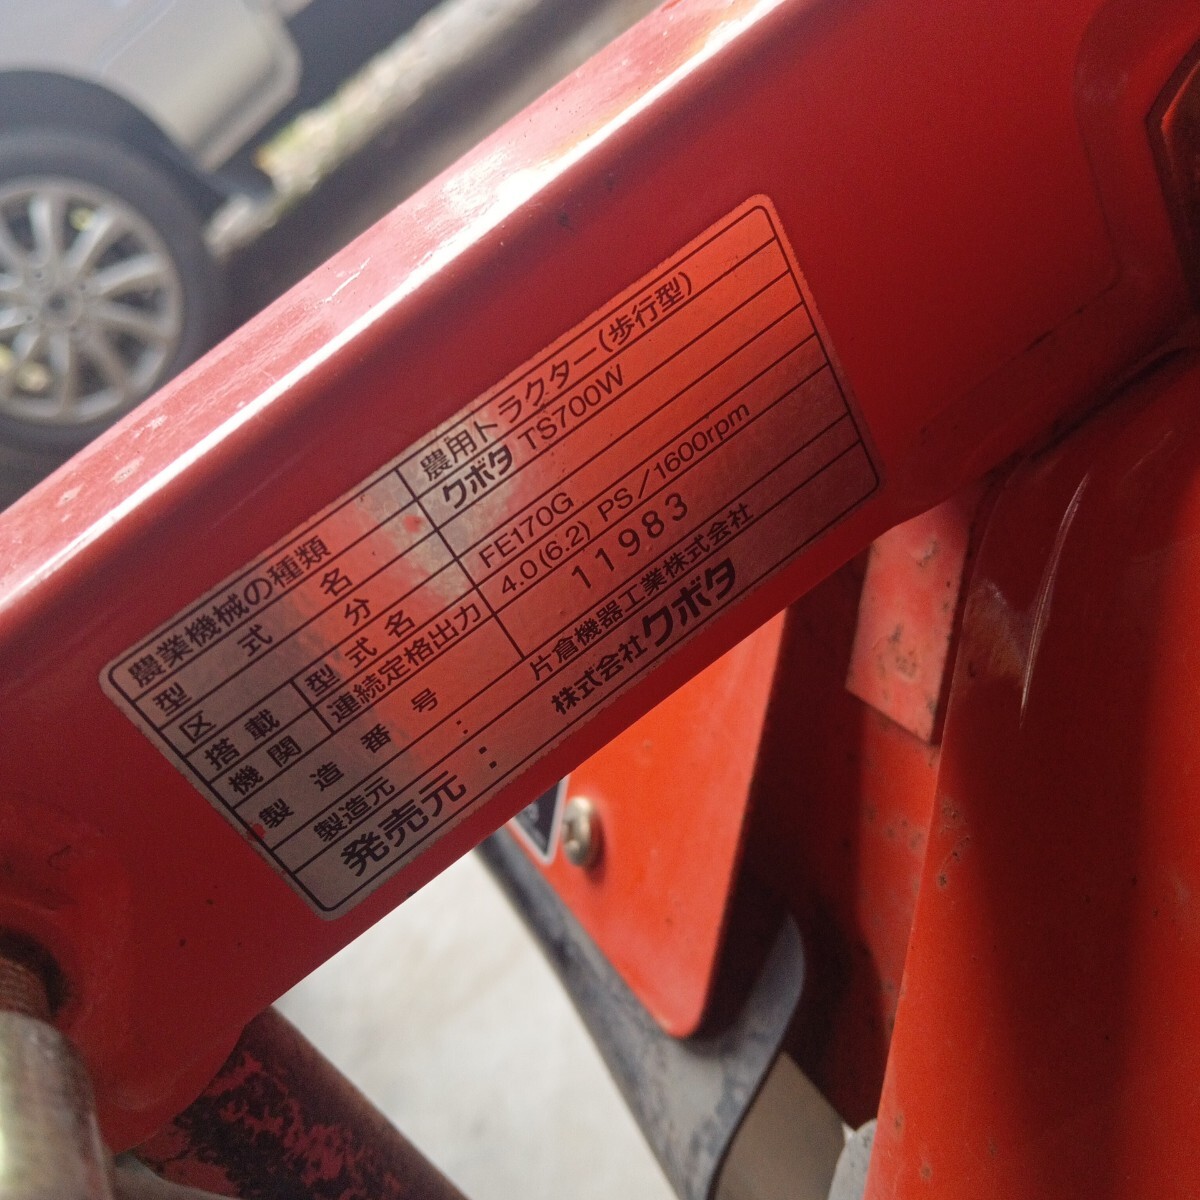 農業機械の種類 農用トラクター(歩行型)
型式名 クボタ TS700W
区分
搭載機関 型式名 FE170G
連続定格出力 4.0(6.2) PS/1600rpm
製造番号 11983
製造元 : 片倉機器工業株式会社
発売元 : 株式会社クボタ